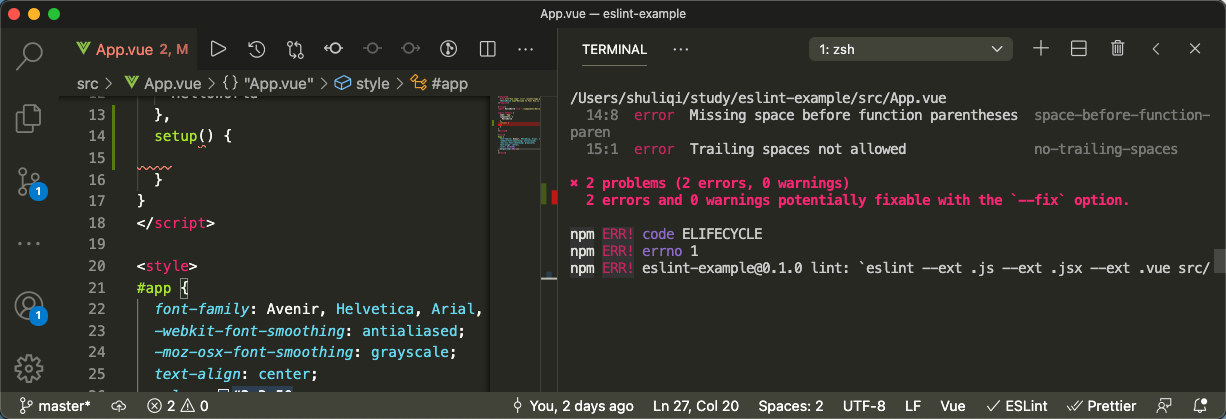 App.vue — eslint-example
App.vue 2, M
src > App.vue > {} "App.vue" > style > #app
13 },
14 setup() {
15
16 }
17 }
18 </script>
19
20 <style>
21 #app {
22 font-family: Avenir, Helvetica, Arial,
23 -webkit-font-smoothing: antialiased;
24 -moz-osx-font-smoothing: grayscale;
25 text-align: center;
TERMINAL ···
1: zsh
/Users/shuliqi/study/eslint-example/src/App.vue
14:8 error Missing space before function parentheses space-before-function-
paren
15:1 error Trailing spaces not allowed no-trailing-spaces
✖ 2 problems (2 errors, 0 warnings)
2 errors and 0 warnings potentially fixable with the `--fix` option.
npm ERR! code ELIFECYCLE
npm ERR! errno 1
npm ERR! eslint-example@0.1.0 lint: `eslint --ext .js --ext .jsx --ext .vue src/
1
1
master* 2 0 You, 2 days ago Ln 27, Col 20 Spaces: 2 UTF-8 LF Vue ESLint Prettier